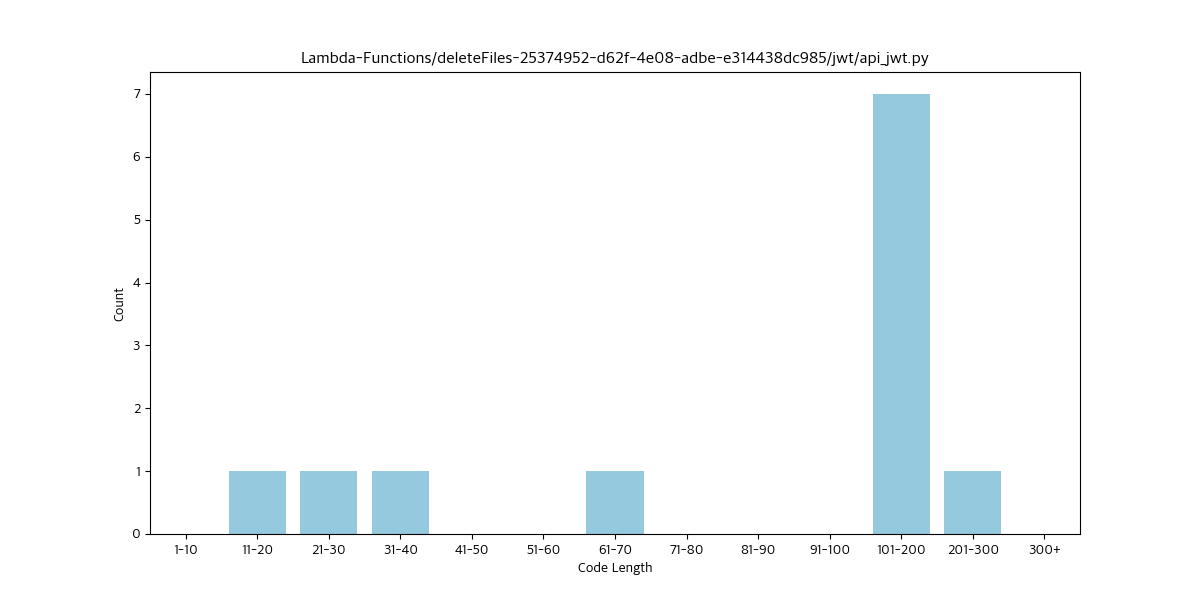 Lambda-Functions/deleteFiles-25374952-d62f-4e08-adbe-e314438dc985/jwt/api_jwt.py
7
6
5
4
3
2
1
0
Count
1-10 11-20 21-30 31-40 41-50 51-60 61-70 71-80 81-90 91-100 101-200 201-300 300+
Code Length